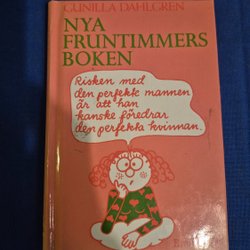 GUNILLA DAHLGREN
NYA
FRUNTIMMERS
BOKEN
Risken med
den perfekta mannen
är att han
kanske föredrar
den perfekta kvinnan.